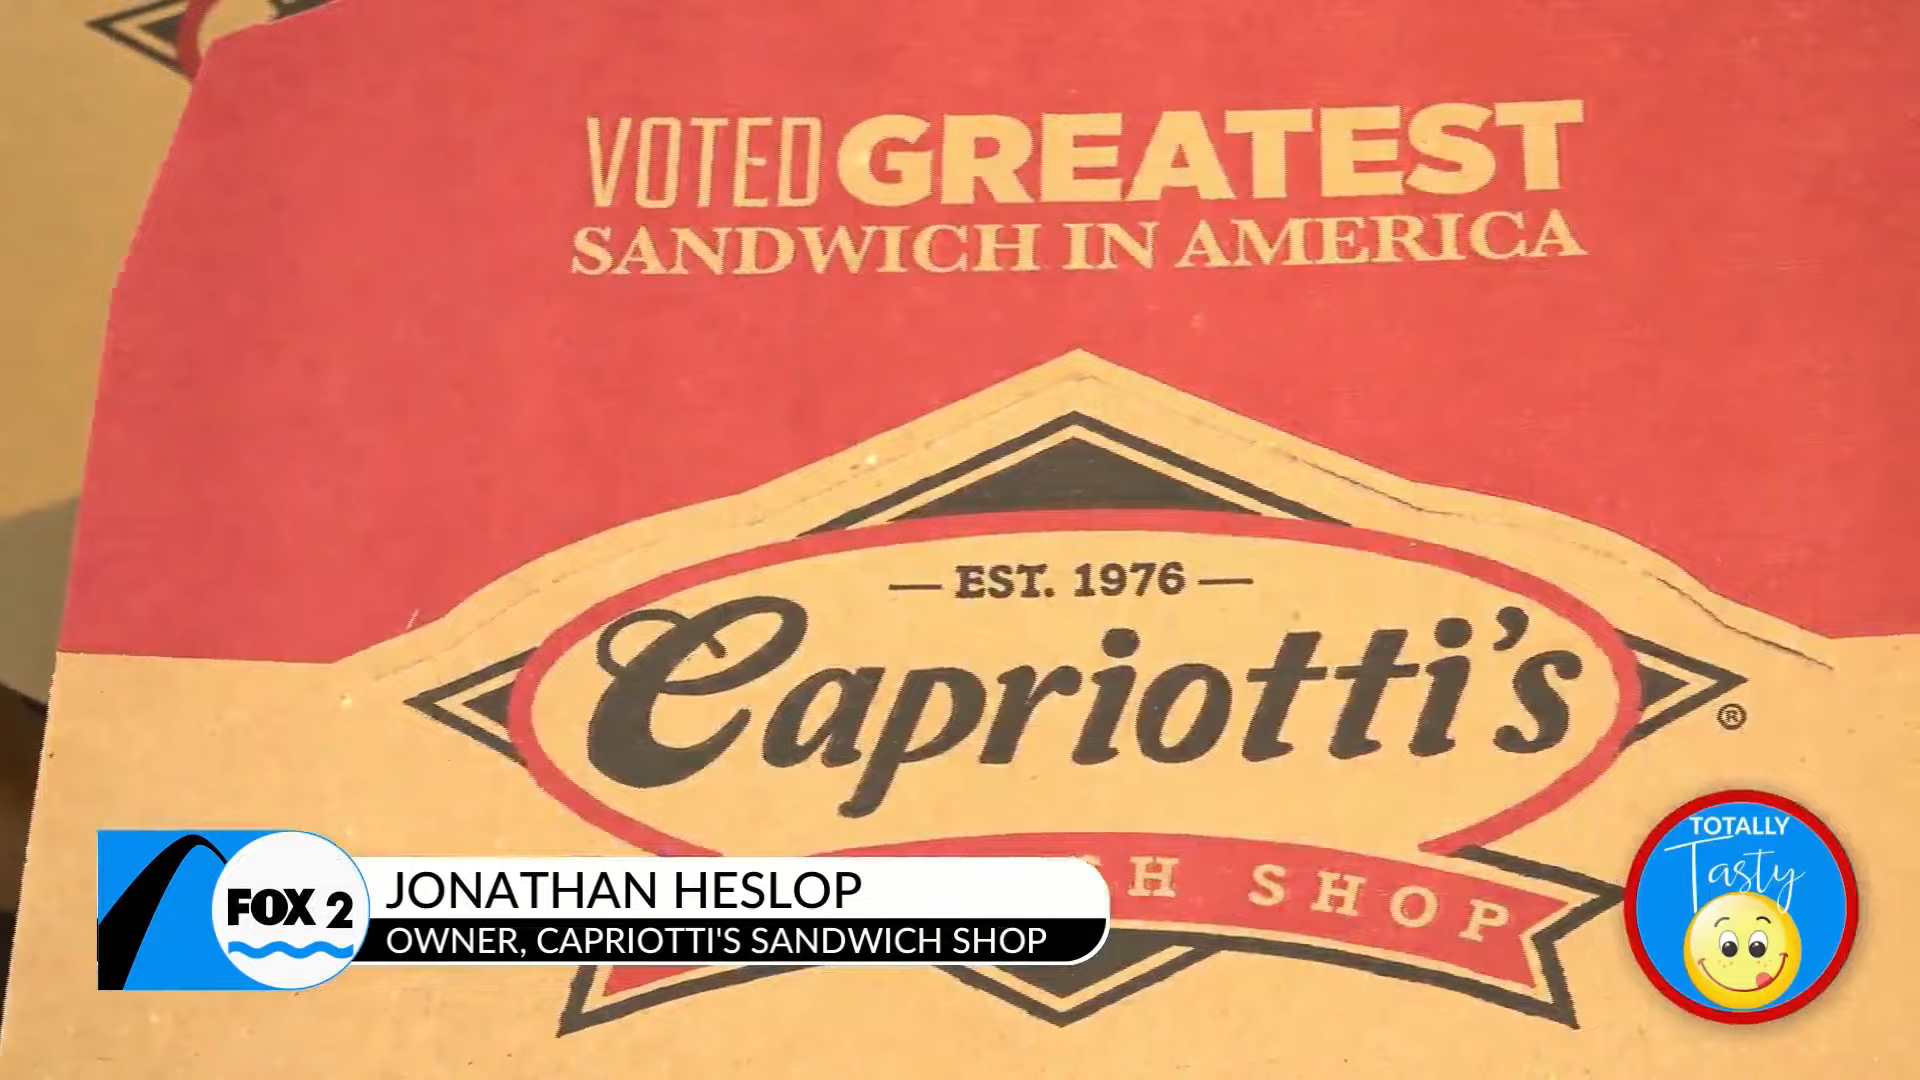 VOTED GREATEST
SANDWICH IN AMERICA
— EST. 1976 —
Capriotti's
®
H SHOP
FOX 2
JONATHAN HESLOP
OWNER, CAPRIOTTI'S SANDWICH SHOP
TOTALLY
Tasty